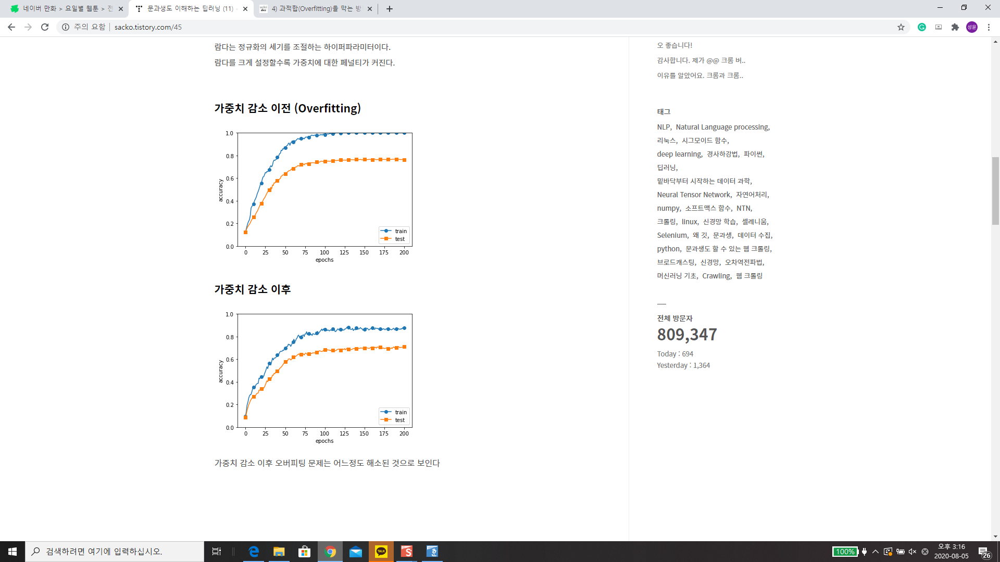 네이버 만화 > 요일별 웹툰 > 전
문과생도 이해하는 딥러닝 (11) -
4) 과적합(Overfitting)을 막는 방
주의 요함 sacko.tistory.com/45
성윤
람다는 정규화의 세기를 조절하는 하이퍼파라미터이다.
람다를 크게 설정할수록 가중치에 대한 페널티가 커진다.
가중치 감소 이전 (Overfitting)
1.0
0.8
0.6
0.4
0.2
0.0
accuracy
train
test
0 25 50 75 100 125 150 175 200
epochs
가중치 감소 이후
1.0
0.8
0.6
0.4
0.2
0.0
accuracy
train
test
0 25 50 75 100 125 150 175 200
epochs
가중치 감소 이후 오버피팅 문제는 어느정도 해소된 것으로 보인다
오 좋습니다!
감사합니다. 제가 @@ 크롬 버..
이유를 알았어요. 크롬과 크롬..
태그
NLP, Natural Language processing,
리눅스, 시그모이드 함수,
deep learning, 경사하강법, 파이썬,
딥러닝,
밑바닥부터 시작하는 데이터 과학,
Neural Tensor Network, 자연어처리,
numpy, 소프트맥스 함수, NTN,
크롤링, linux, 신경망 학습, 셀레니움,
Selenium, 왜 깃, 문과생, 데이터 수집,
python, 문과생도 할 수 있는 웹 크롤링,
브로드캐스팅, 신경망, 오차역전파법,
머신러닝 기초, Crawling, 웹 크롤링
전체 방문자
809,347
Today : 694
Yesterday : 1,364
검색하려면 여기에 입력하십시오.
TALK
100%
오후 3:16
2020-08-05
26